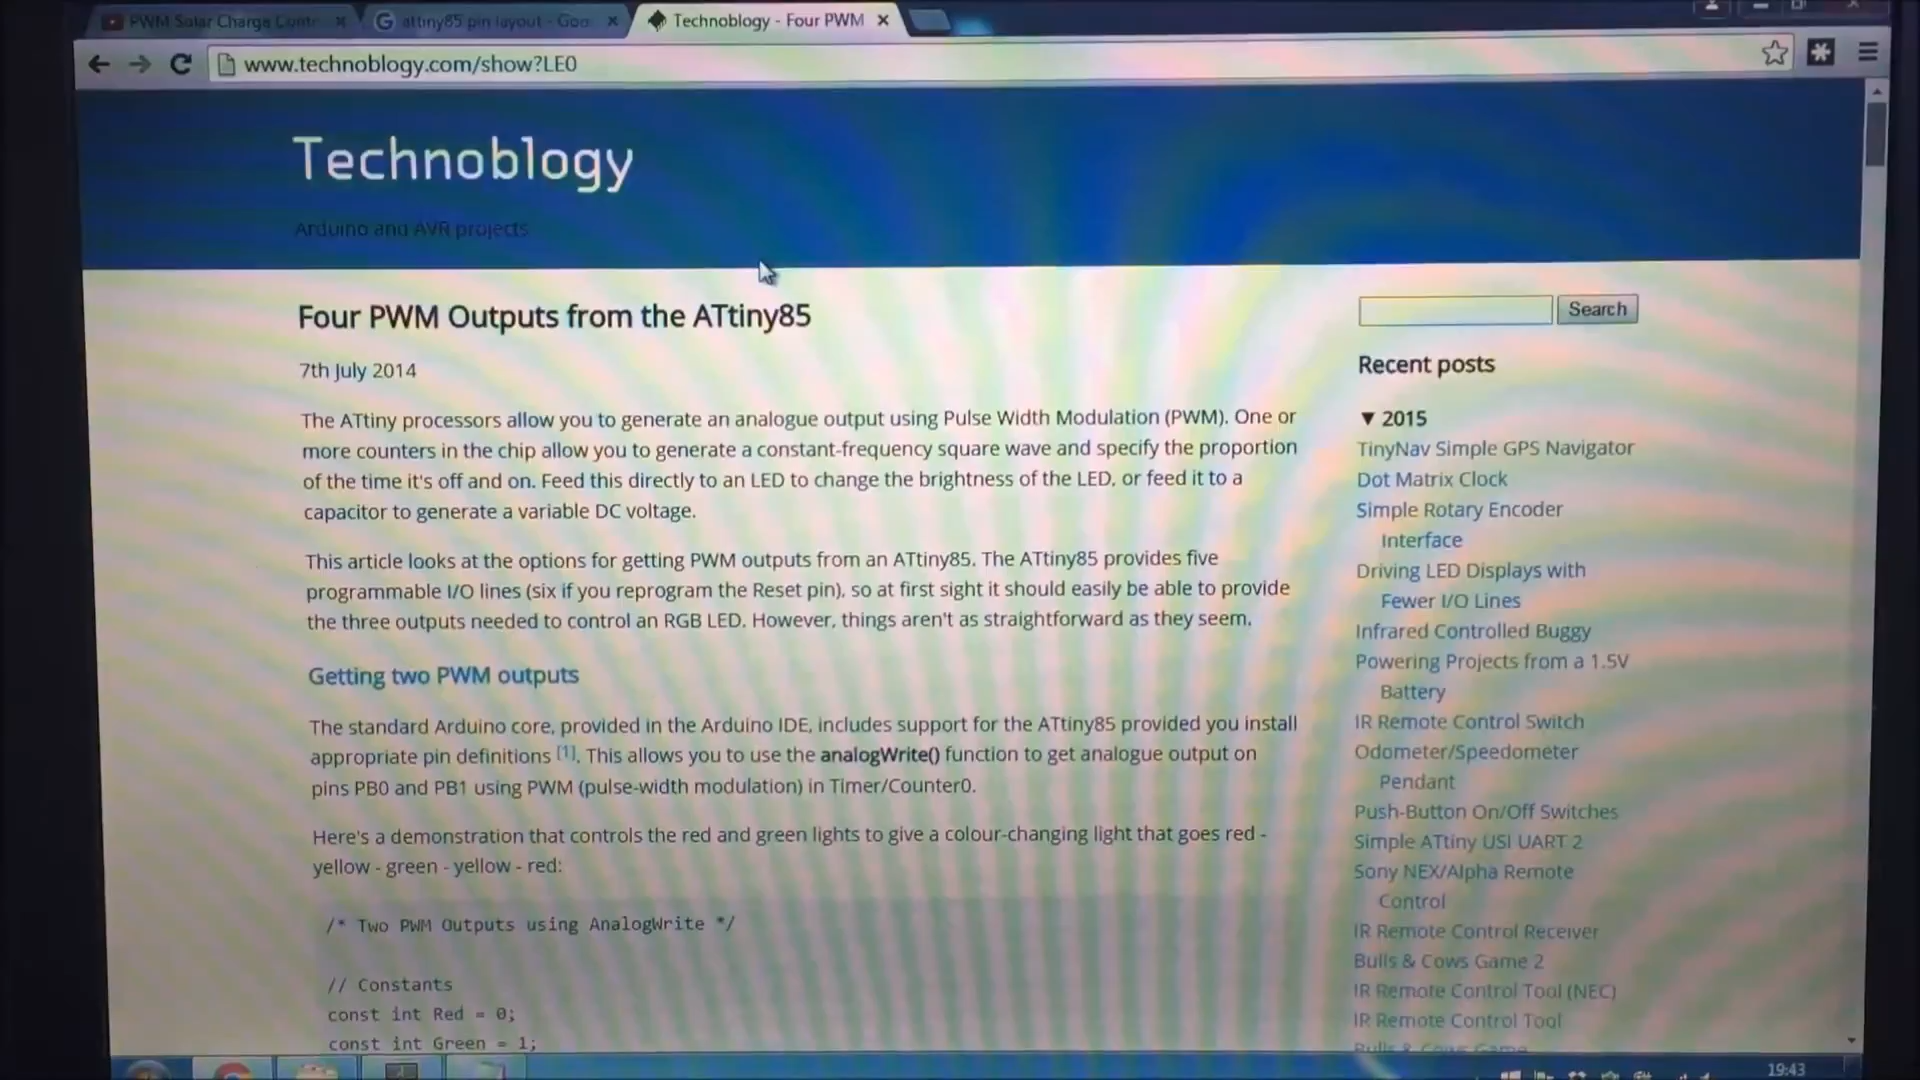 PWM Solar Charge Contr
attiny85 pin layout - Goo
Technoblogy - Four PWM
www.technoblogy.com/show?LE0
Technoblogy
Arduino and AVR projects
Four PWM Outputs from the ATtiny85
7th July 2014
The ATtiny processors allow you to generate an analogue output using Pulse Width Modulation (PWM). One or
more counters in the chip allow you to generate a constant-frequency square wave and specify the proportion
of the time it's off and on. Feed this directly to an LED to change the brightness of the LED, or feed it to a
capacitor to generate a variable DC voltage.
This article looks at the options for getting PWM outputs from an ATtiny85. The ATtiny85 provides five
programmable I/O lines (six if you reprogram the Reset pin), so at first sight it should easily be able to provide
the three outputs needed to control an RGB LED. However, things aren't as straightforward as they seem.
Getting two PWM outputs
The standard Arduino core, provided in the Arduino IDE, includes support for the ATtiny85 provided you install
appropriate pin definitions [1]. This allows you to use the analogWrite() function to get analogue output on
pins PB0 and PB1 using PWM (pulse-width modulation) in Timer/Counter0.
Here's a demonstration that controls the red and green lights to give a colour-changing light that goes red -
yellow - green - yellow - red:
/* Two PWM Outputs using AnalogWrite */
// Constants
const int Red = 0;
const int Green = 1;
Search
Recent posts
▼ 2015
TinyNav Simple GPS Navigator
Dot Matrix Clock
Simple Rotary Encoder
Interface
Driving LED Displays with
Fewer I/O Lines
Infrared Controlled Buggy
Powering Projects from a 1.5V
Battery
IR Remote Control Switch
Odometer/Speedometer
Pendant
Push-Button On/Off Switches
Simple ATtiny USI UART 2
Sony NEX/Alpha Remote
Control
IR Remote Control Receiver
Bulls & Cows Game 2
IR Remote Control Tool (NEC)
IR Remote Control Tool
Bulls & Cows Game
19:43